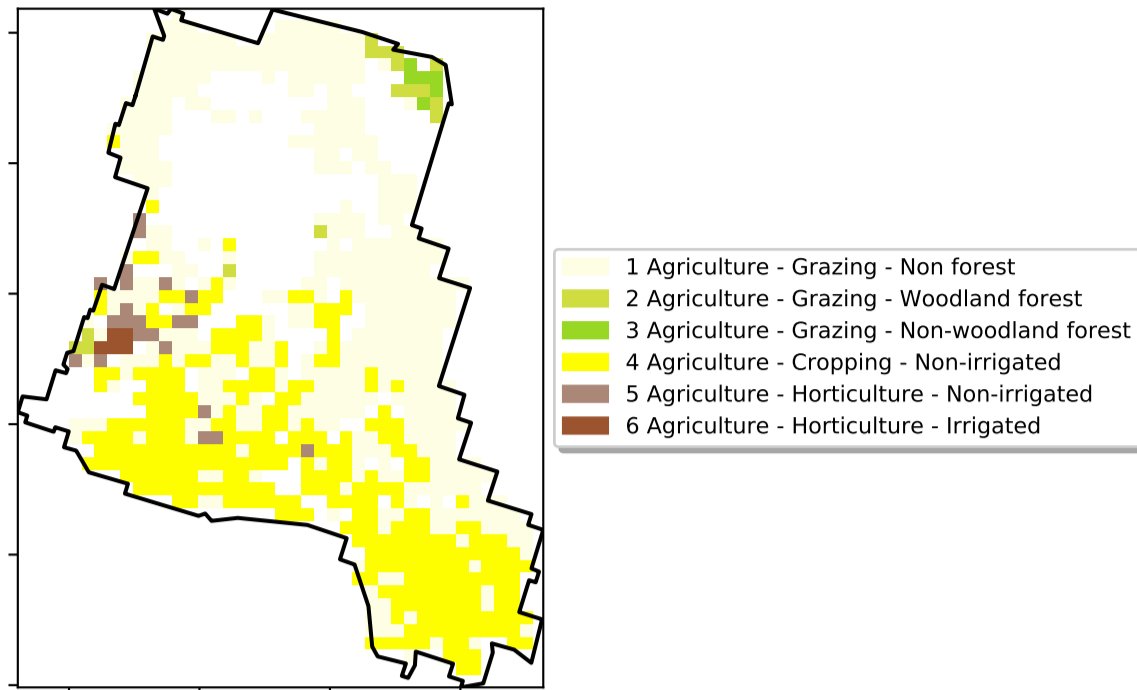 1 Agriculture - Grazing - Non forest
2 Agriculture - Grazing - Woodland forest
3 Agriculture - Grazing - Non-woodland forest
4 Agriculture - Cropping - Non-irrigated
5 Agriculture - Horticulture - Non-irrigated
6 Agriculture - Horticulture - Irrigated